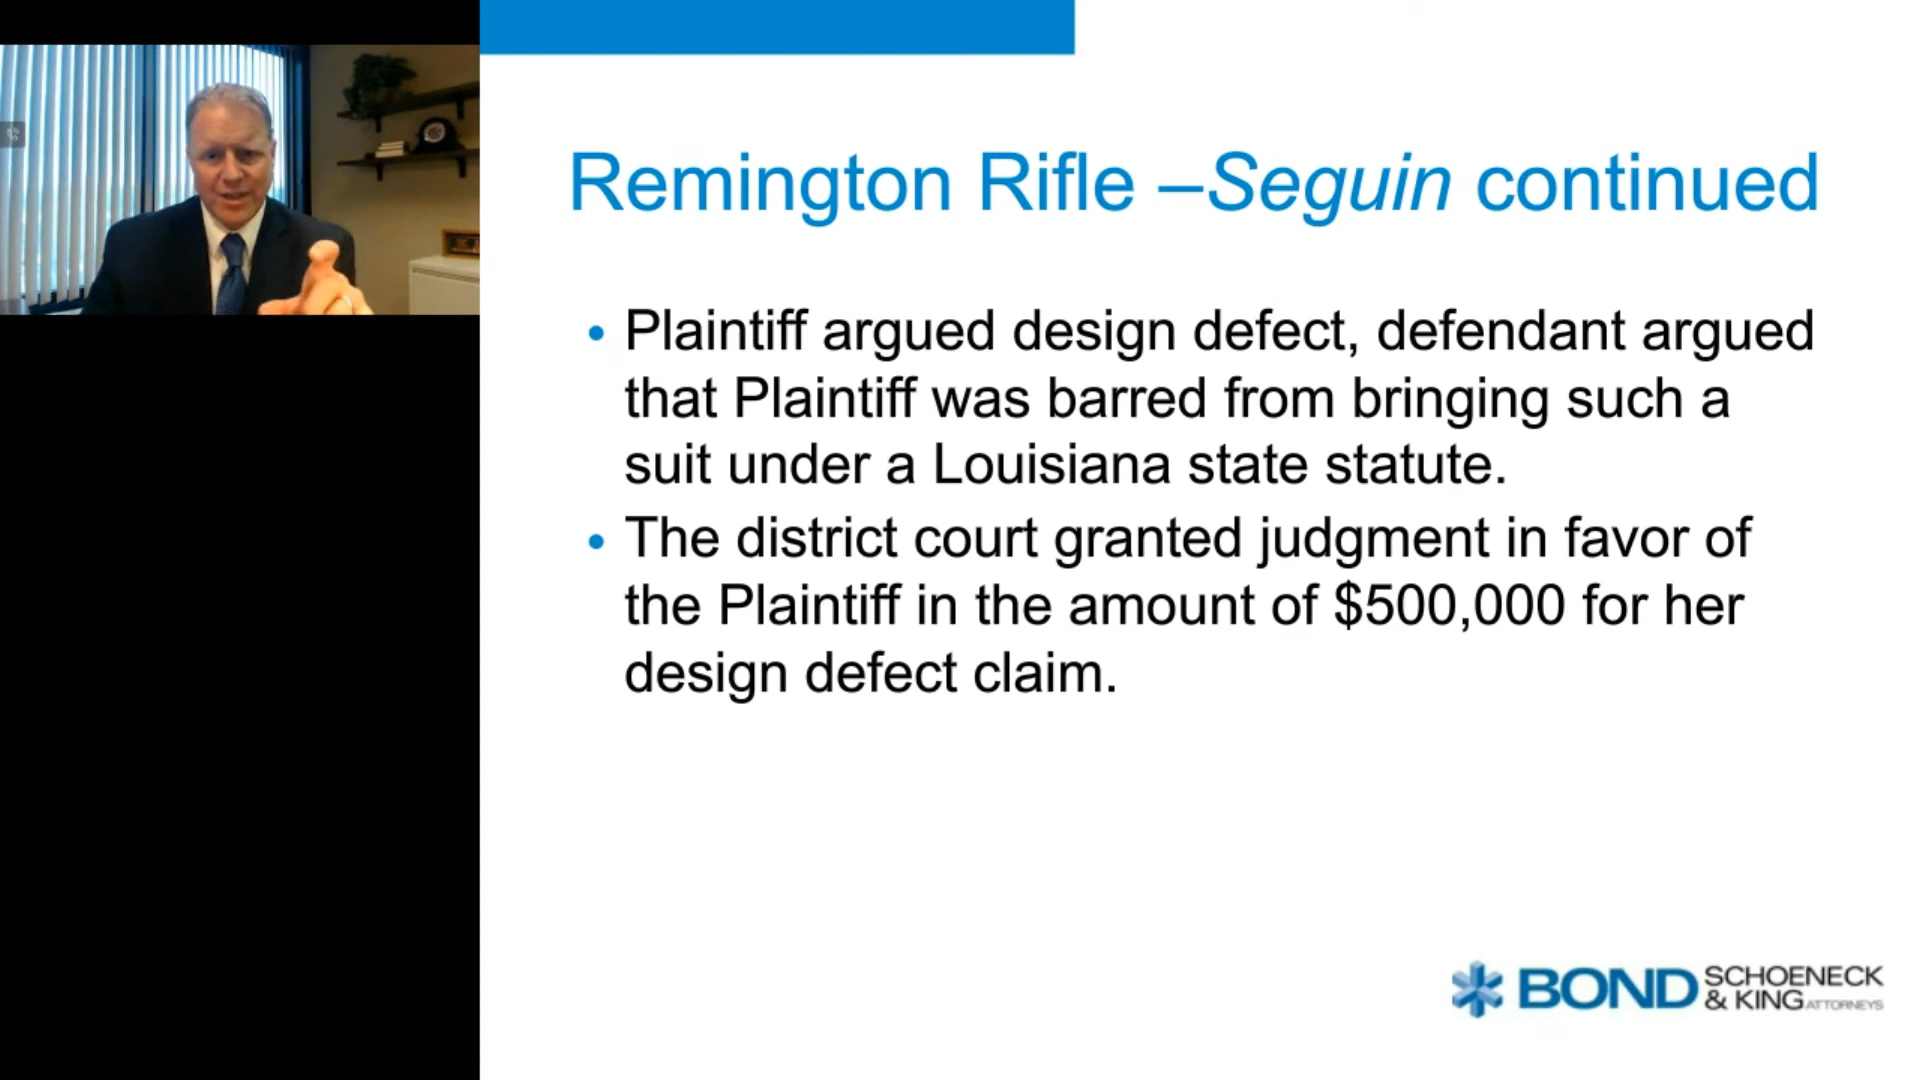 Remington Rifle –Seguin continued
• Plaintiff argued design defect, defendant argued
that Plaintiff was barred from bringing such a
suit under a Louisiana state statute.
• The district court granted judgment in favor of
the Plaintiff in the amount of $500,000 for her
design defect claim.
BOND SCHOENECK
& KING ATTORNEYS